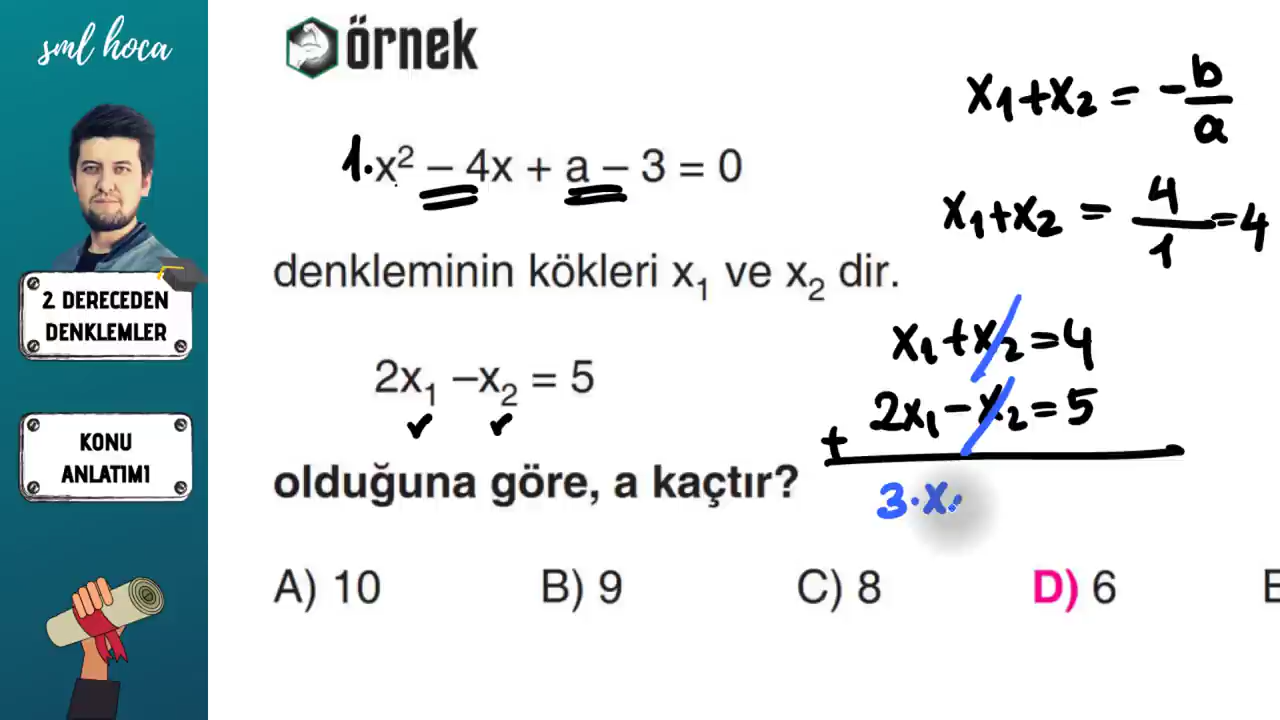 sml hoca
2. DERECEDEN
DENKLEMLER
KONU
ANLATIMI
örnek
1.x² – 4x + a – 3 = 0
denkleminin kökleri x₁ ve x₂ dir.
2x₁ –x₂ = 5
olduğuna göre, a kaçtır?
A) 10 B) 9 C) 8 D) 6 E
x₁+x₂ = -b/a
x₁+x₂ = 4/1 =4
x₁+x₂=4
2x₁-x₂=5
+
3.x